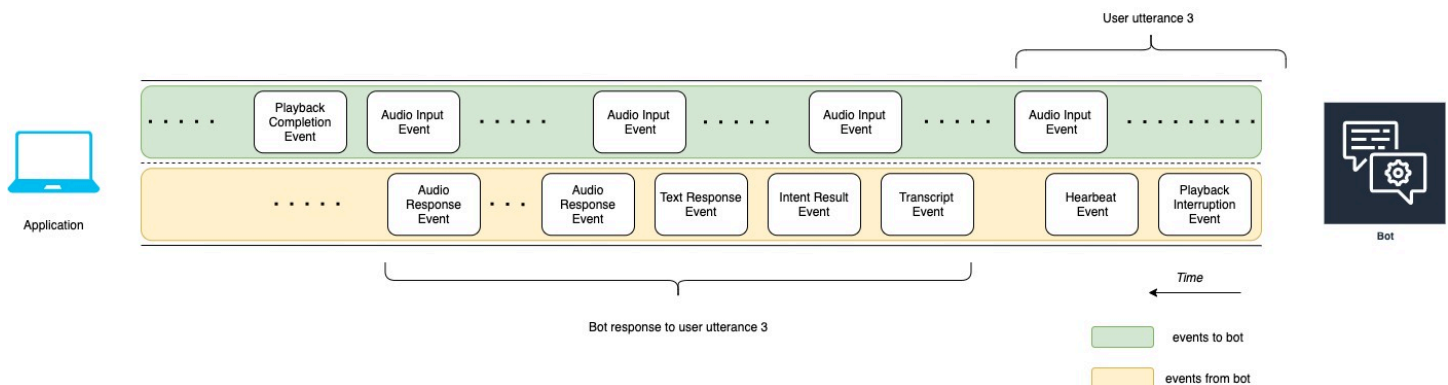 User utterance 3
Playback
Completion
Event
Audio Input
Event
Audio Input
Event
Audio Input
Event
Audio Input
Event
Application
Audio
Response
Event
Audio
Response
Event
Text Response
Event
Intent Result
Event
Transcript
Event
Hearbeat
Event
Playback
Interruption
Event
Bot
Time
Bot response to user utterance 3
events to bot
events from bot